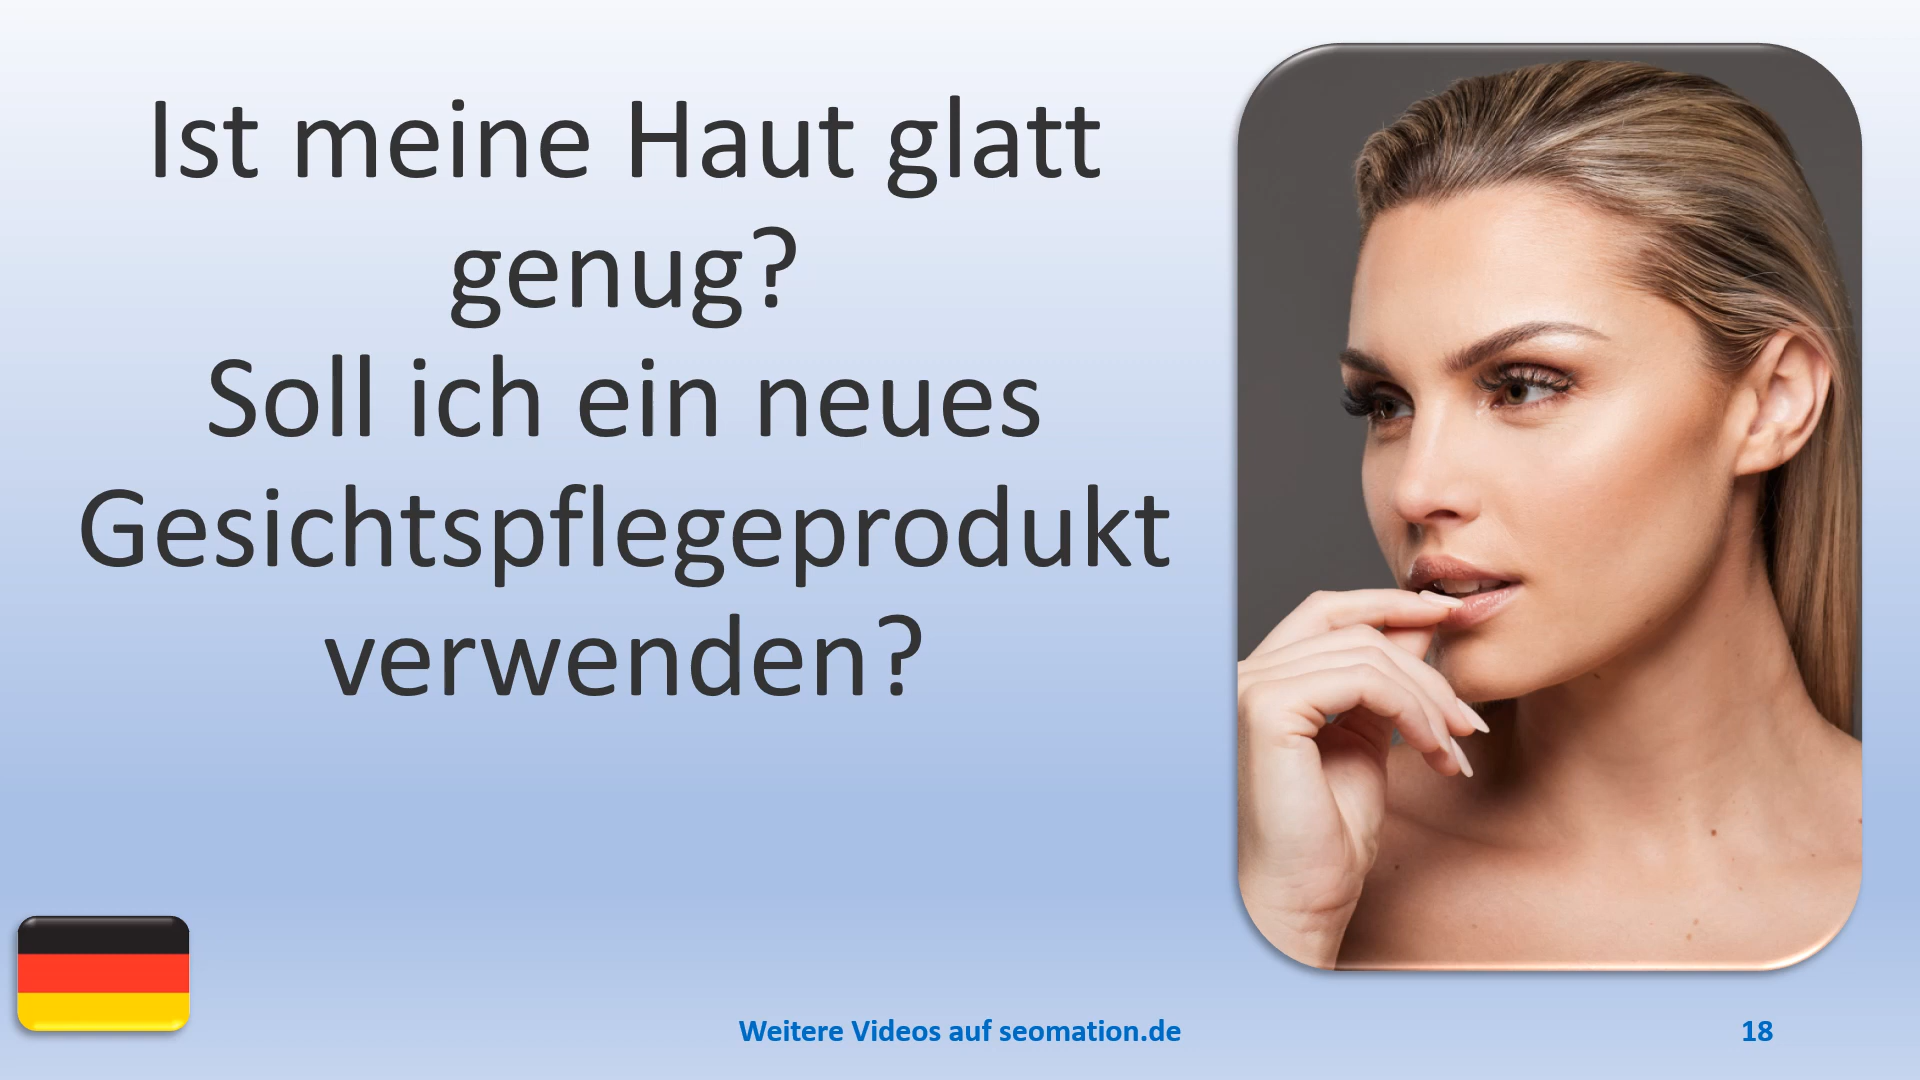 Ist meine Haut glatt
genug?
Soll ich ein neues
Gesichtspflegeprodukt
verwenden?
Weitere Videos auf seomation.de
18